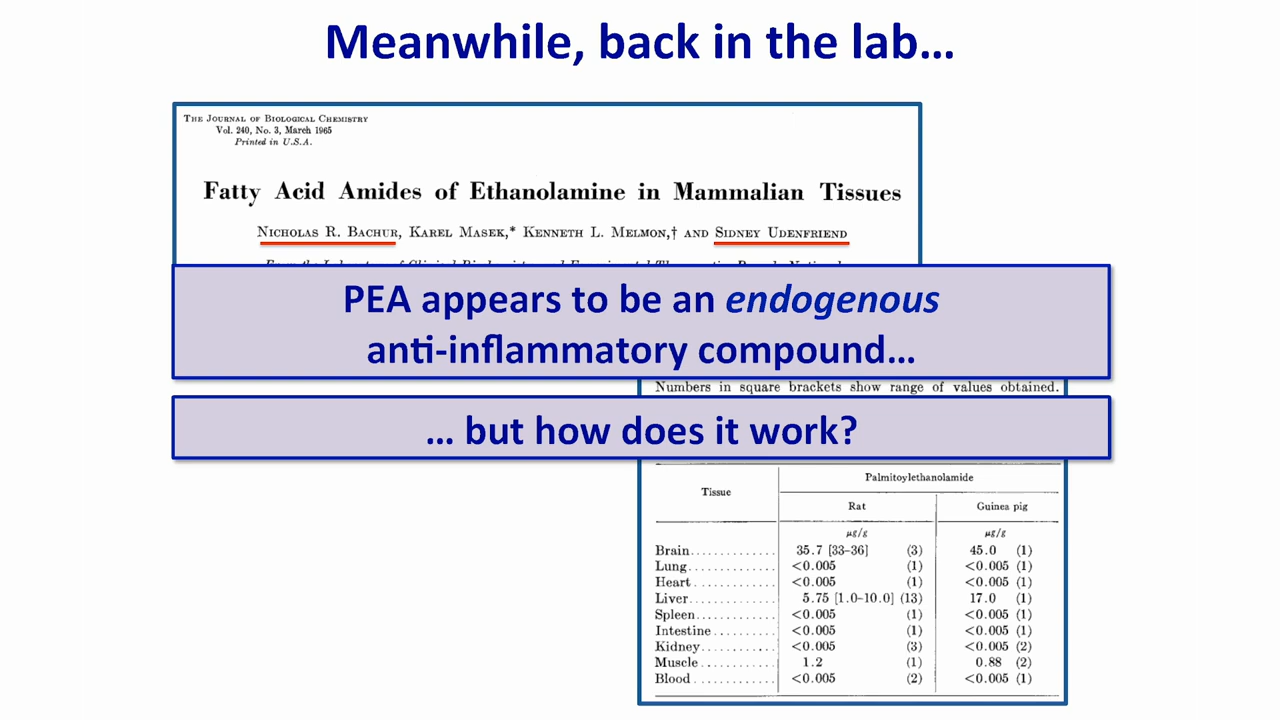 Meanwhile, back in the lab...
The Journal of Biological Chemistry
Vol. 240, No. 3, March 1965
Printed in U.S.A.
Fatty Acid Amides of Ethanolamine in Mammalian Tissues
Nicholas R. Bachur, Karel Masek,* Kenneth L. Melmon,† and Sidney Udenfriend
PEA appears to be an endogenous
anti-inflammatory compound...
Numbers in square brackets show range of values obtained.
... but how does it work?
Tissue Palmitoylethanolamide
Rat Guinea pig
µg/g µg/g
Brain.............. 35.7 [33–36] (3) 45.0 (1)
Lung............... <0.005 (1) <0.005 (1)
Heart.............. <0.005 (1) <0.005 (1)
Liver.............. 5.75 [1.0–10.0] (13) 17.0 (1)
Spleen............. <0.005 (1) <0.005 (1)
Intestine.......... <0.005 (1) <0.005 (1)
Kidney............. <0.005 (3) <0.005 (2)
Muscle............. 1.2 (1) 0.88 (2)
Blood.............. <0.005 (2) <0.005 (1)